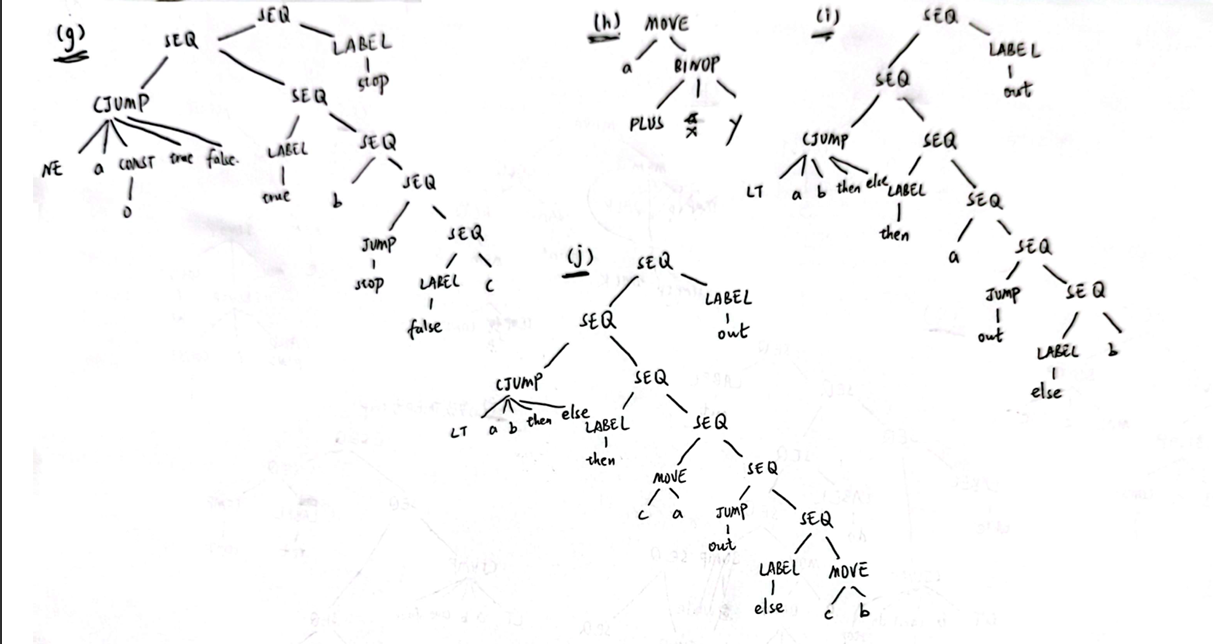 (g)
SEQ
SEQ LABEL
stop
CJUMP SEQ
NE a CONST true false.
0
LABEL SEQ
true b SEQ
JUMP SEQ
stop LABEL c
false
(h) MOVE
a BINOP
PLUS x y
(i) SEQ
LABEL
out
SEQ
CJUMP SEQ
LT a b then else LABEL SEQ
then
a SEQ
JUMP SEQ
out LABEL b
else
(j) SEQ
LABEL
out
SEQ
CJUMP SEQ
LT a b then else LABEL SEQ
then
MOVE SEQ
c a JUMP SEQ
out
LABEL MOVE
else c b